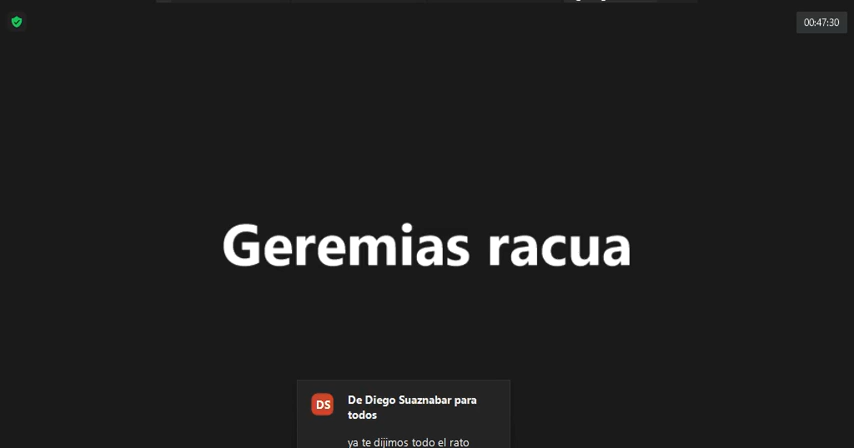 00:47:30
Geremias racua
DS
De Diego Suaznabar para
todos
ya te dijimos todo el rato